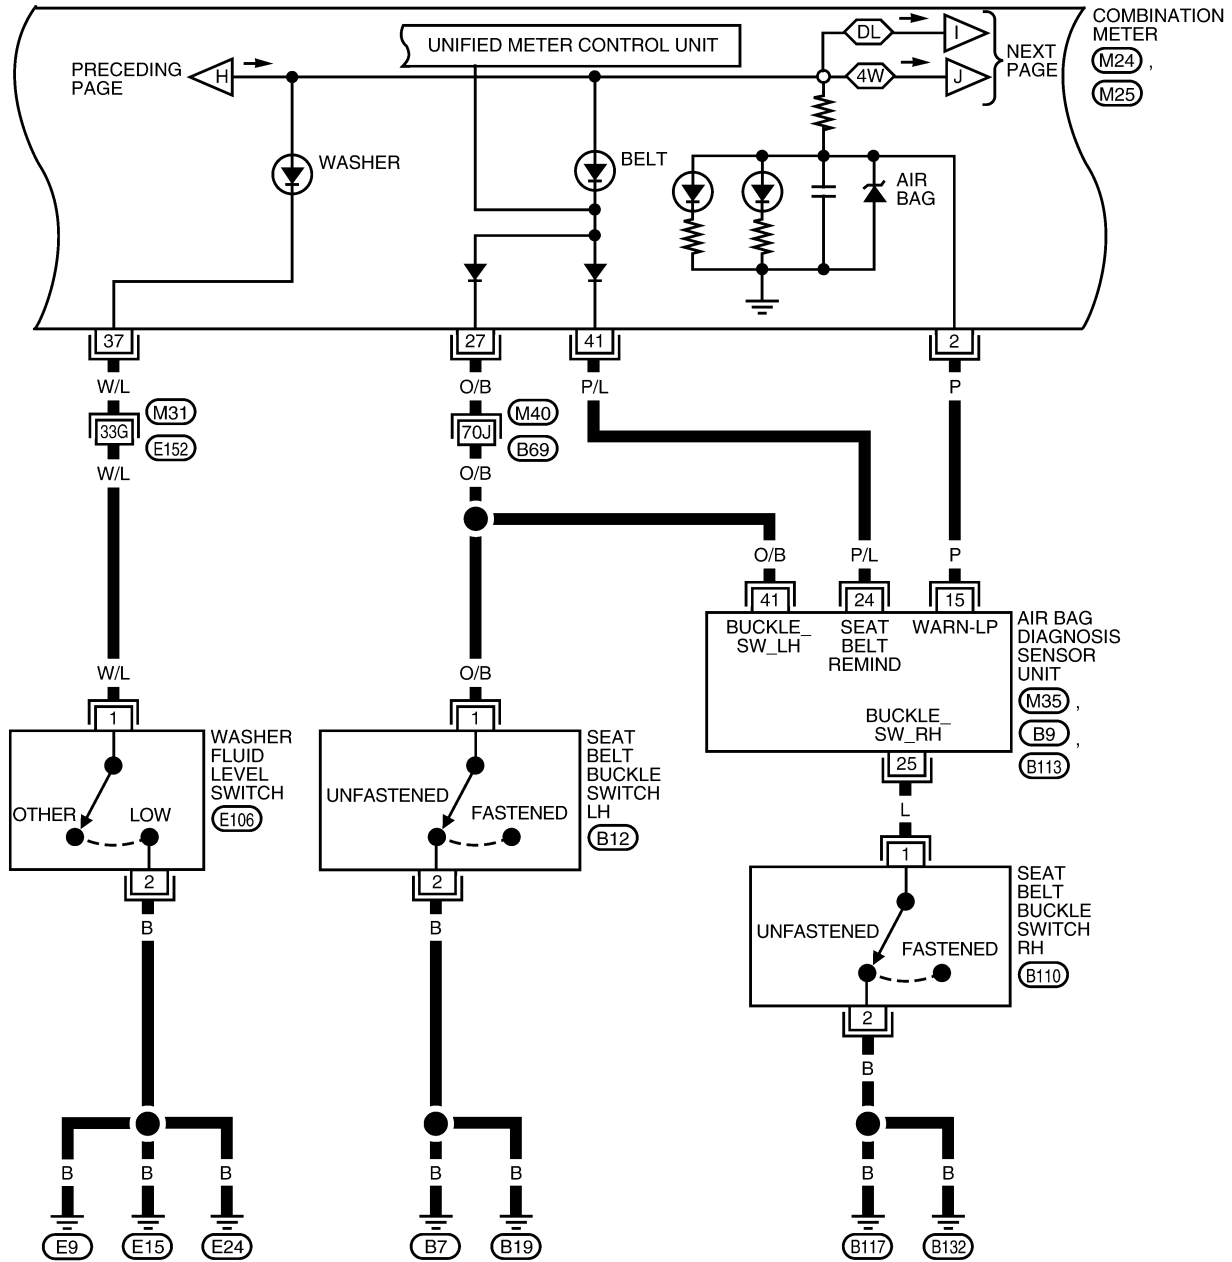 COMBINATION
METER
M24 ,
M25
UNIFIED METER CONTROL UNIT
DL
I
NEXT
PAGE
PRECEDING
PAGE
H
4W
J
WASHER
BELT
AIR
BAG
37
27
41
2
W/L
O/B
P/L
P
33G
M31
E152
70J
M40
B69
W/L
O/B
O/B
P/L
P
41
24
15
BUCKLE_
SW_LH
SEAT
BELT
REMIND
WARN-LP
BUCKLE_
SW_RH
AIR BAG
DIAGNOSIS
SENSOR
UNIT
M35 ,
B9 ,
B113
W/L
O/B
1
1
WASHER
FLUID
LEVEL
SWITCH
E106
OTHER
LOW
2
SEAT
BELT
BUCKLE
SWITCH
LH
B12
UNFASTENED
FASTENED
2
25
L
1
SEAT
BELT
BUCKLE
SWITCH
RH
B110
UNFASTENED
FASTENED
2
B
B
B
B
B
B
B
B
B
B
E9
E15
E24
B7
B19
B117
B132